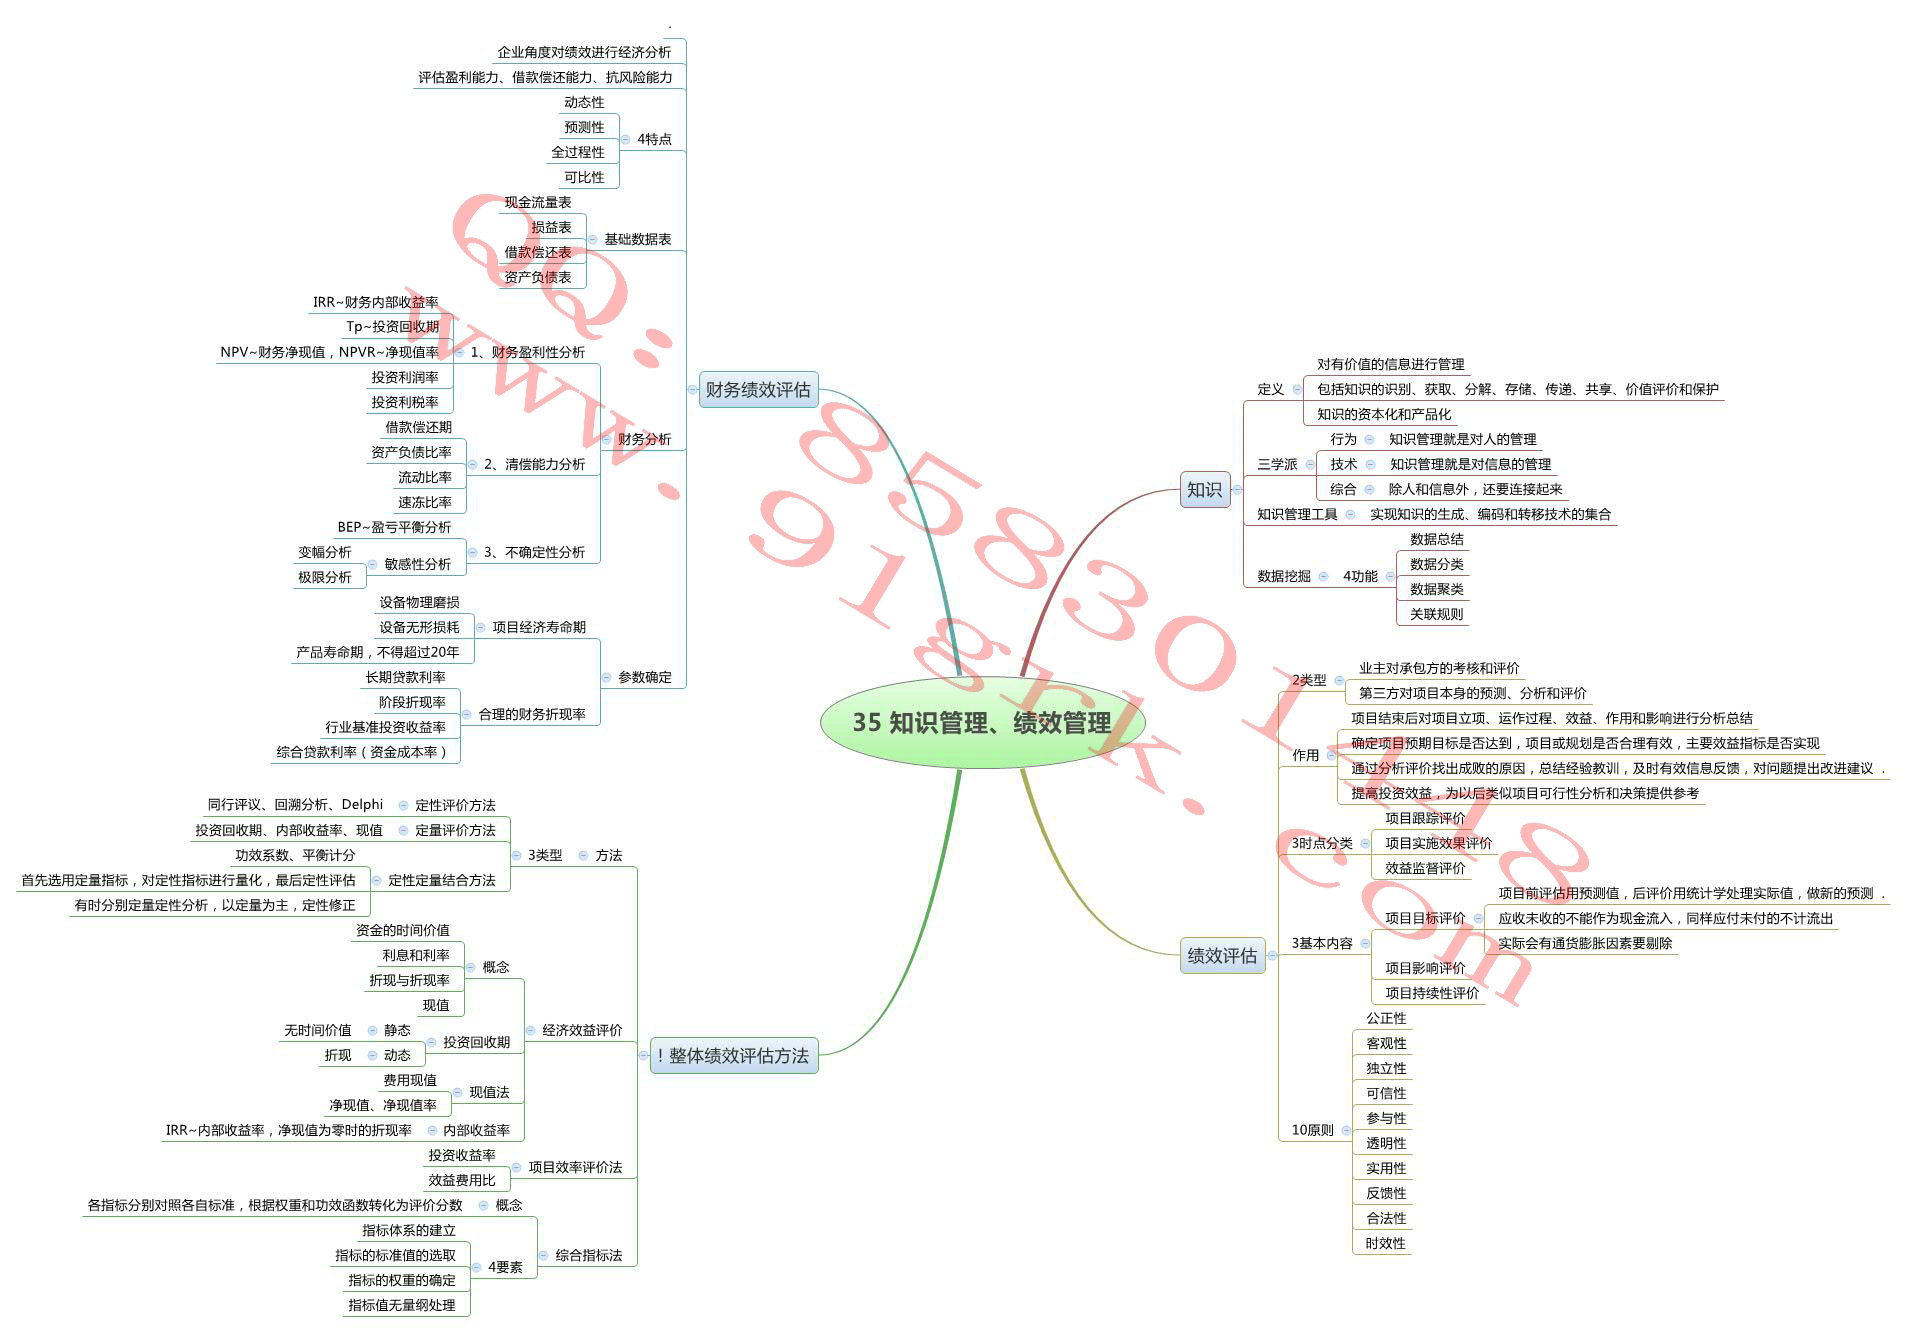 35 知识管理、绩效管理
知识
定义
对有价值的信息进行管理
包括知识的识别、获取、分解、存储、传递、共享、价值评价和保护
知识的资本化和产品化
三学派
行为
知识管理就是对人的管理
技术
知识管理就是对信息的管理
综合
除人和信息外，还要连接起来
知识管理工具
实现知识的生成、编码和转移技术的集合
数据挖掘
4功能
数据总结
数据分类
数据聚类
关联规则
绩效评估
2类型
业主对承包方的考核和评价
第三方对项目本身的预测、分析和评价
作用
项目结束后对项目立项、运作过程、效益、作用和影响进行分析总结
确定项目预期目标是否达到，项目或规划是否合理有效，主要效益指标是否实现
通过分析评价找出成败的原因，总结经验教训，及时有效信息反馈，对问题提出改进建议 .
提高投资效益，为以后类似项目可行性分析和决策提供参考
3时点分类
项目跟踪评价
项目实施效果评价
效益监督评价
3基本内容
项目目标评价
项目前评估用预测值，后评价用统计学处理实际值，做新的预测 .
应收未收的不能作为现金流入，同样应付未付的不计流出
实际会有通货膨胀因素要剔除
项目影响评价
项目持续性评价
10原则
公正性
客观性
独立性
可信性
参与性
透明性
实用性
反馈性
合法性
时效性
财务绩效评估
.
企业角度对绩效进行经济分析
评估盈利能力、借款偿还能力、抗风险能力
4特点
动态性
预测性
全过程性
可比性
基础数据表
现金流量表
损益表
借款偿还表
资产负债表
财务分析
1、财务盈利性分析
IRR~财务内部收益率
Tp~投资回收期
NPV~财务净现值，NPVR~净现值率
投资利润率
投资利税率
2、清偿能力分析
借款偿还期
资产负债比率
流动比率
速冻比率
3、不确定性分析
BEP~盈亏平衡分析
敏感性分析
变幅分析
极限分析
参数确定
项目经济寿命期
设备物理磨损
设备无形损耗
产品寿命期，不得超过20年
合理的财务折现率
长期贷款利率
阶段折现率
行业基准投资收益率
综合贷款利率（资金成本率）
！整体绩效评估方法
方法
3类型
定性评价方法
同行评议、回溯分析、Delphi
定量评价方法
投资回收期、内部收益率、现值
定性定量结合方法
功效系数、平衡计分
首先选用定量指标，对定性指标进行量化，最后定性评估
有时分别定量定性分析，以定量为主，定性修正
经济效益评价
概念
资金的时间价值
利息和利率
折现与折现率
现值
投资回收期
静态
无时间价值
动态
折现
现值法
费用现值
净现值、净现值率
内部收益率
IRR~内部收益率，净现值为零时的折现率
项目效率评价法
投资收益率
效益费用比
综合指标法
概念
各指标分别对照各自标准，根据权重和功效函数转化为评价分数
4要素
指标体系的建立
指标的标准值的选取
指标的权重的确定
指标值无量纲处理
QQ: 858301448
www.91grk.com